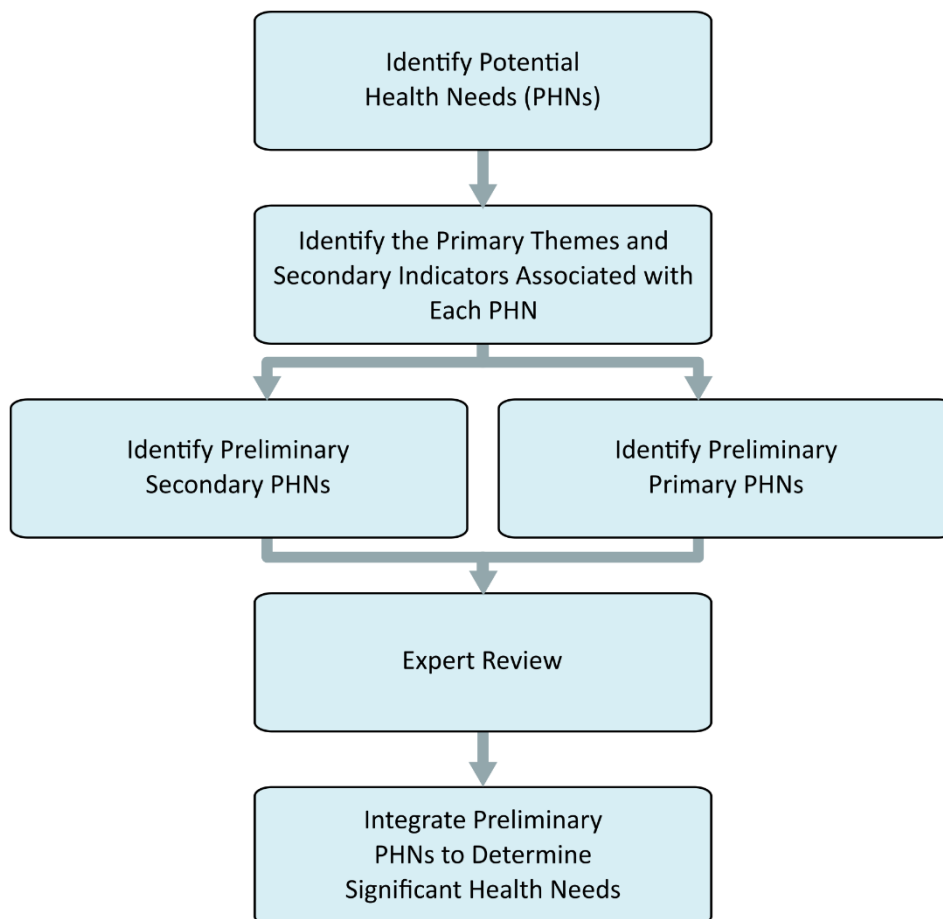 Identify Potential
Health Needs (PHNs)
Identify the Primary Themes and
Secondary Indicators Associated with
Each PHN
Identify Preliminary
Secondary PHNs
Identify Preliminary
Primary PHNs
Expert Review
Integrate Preliminary
PHNs to Determine
Significant Health Needs